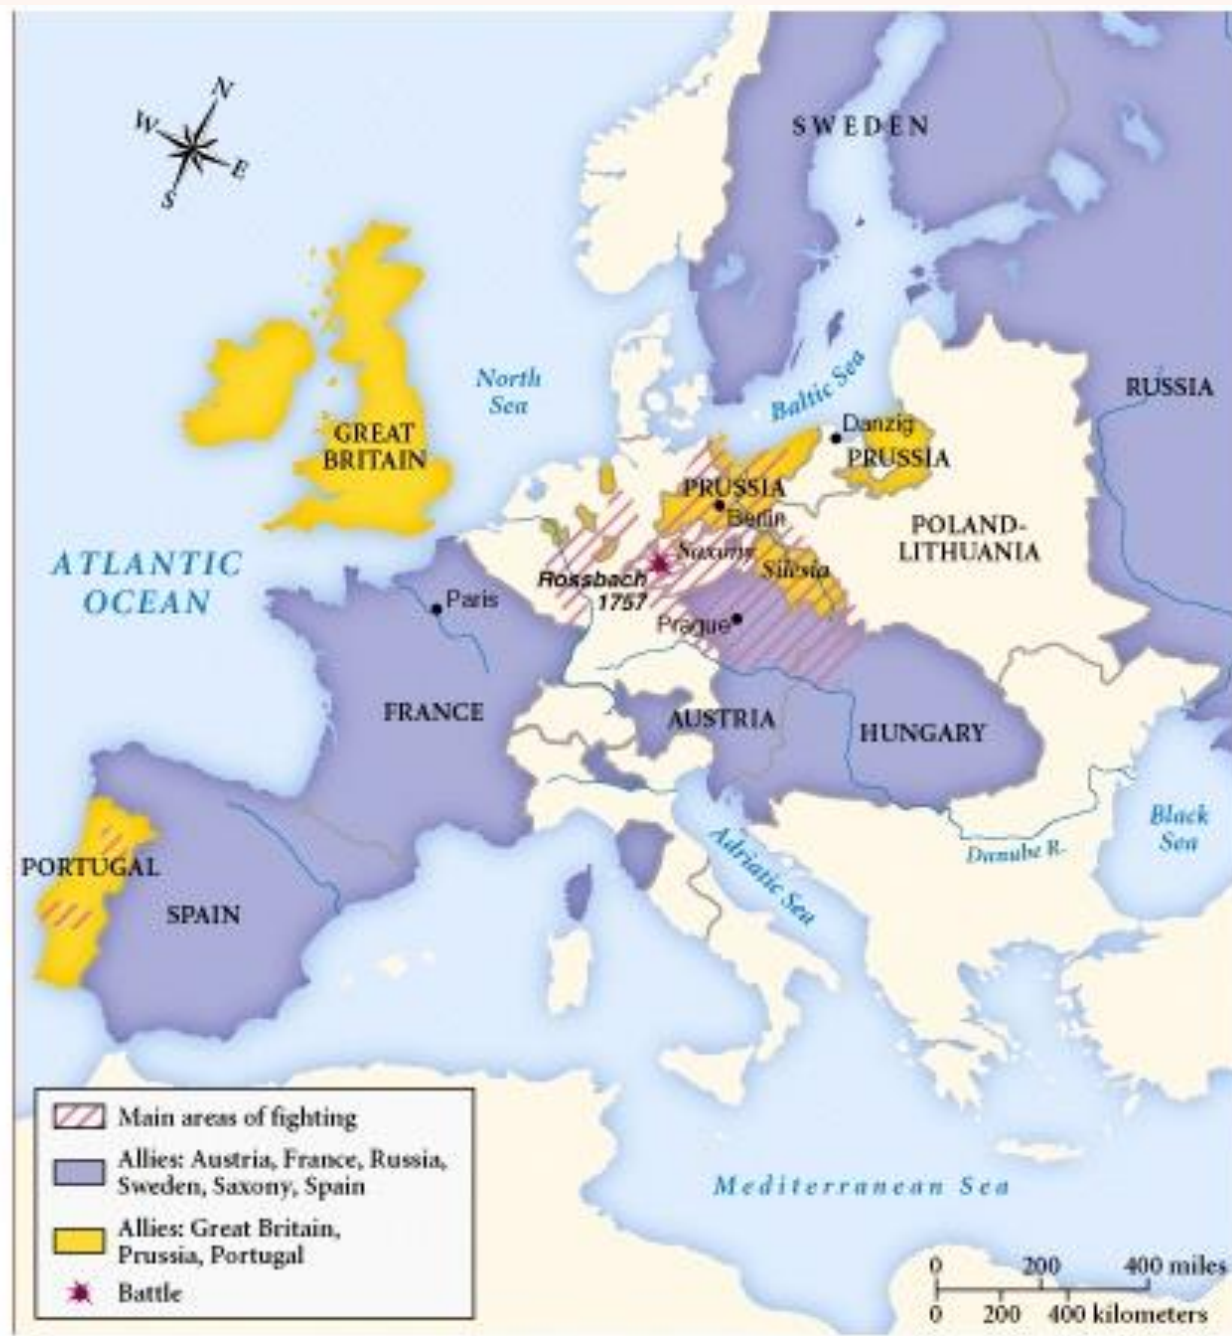 N
W
E
S
SWEDEN
RUSSIA
North
Sea
Baltic Sea
GREAT
BRITAIN
Danzig
PRUSSIA
PRUSSIA
Berlin
POLAND-
LITHUANIA
ATLANTIC
OCEAN
Saxony
Silesia
Rossbach
1757
Paris
Prague
FRANCE
AUSTRIA
HUNGARY
Black
Sea
Danube R.
Adriatic Sea
PORTUGAL
SPAIN
Mediterranean Sea
Main areas of fighting
Allies: Austria, France, Russia,
Sweden, Saxony, Spain
Allies: Great Britain,
Prussia, Portugal
Battle
0 200 400 miles
0 200 400 kilometers